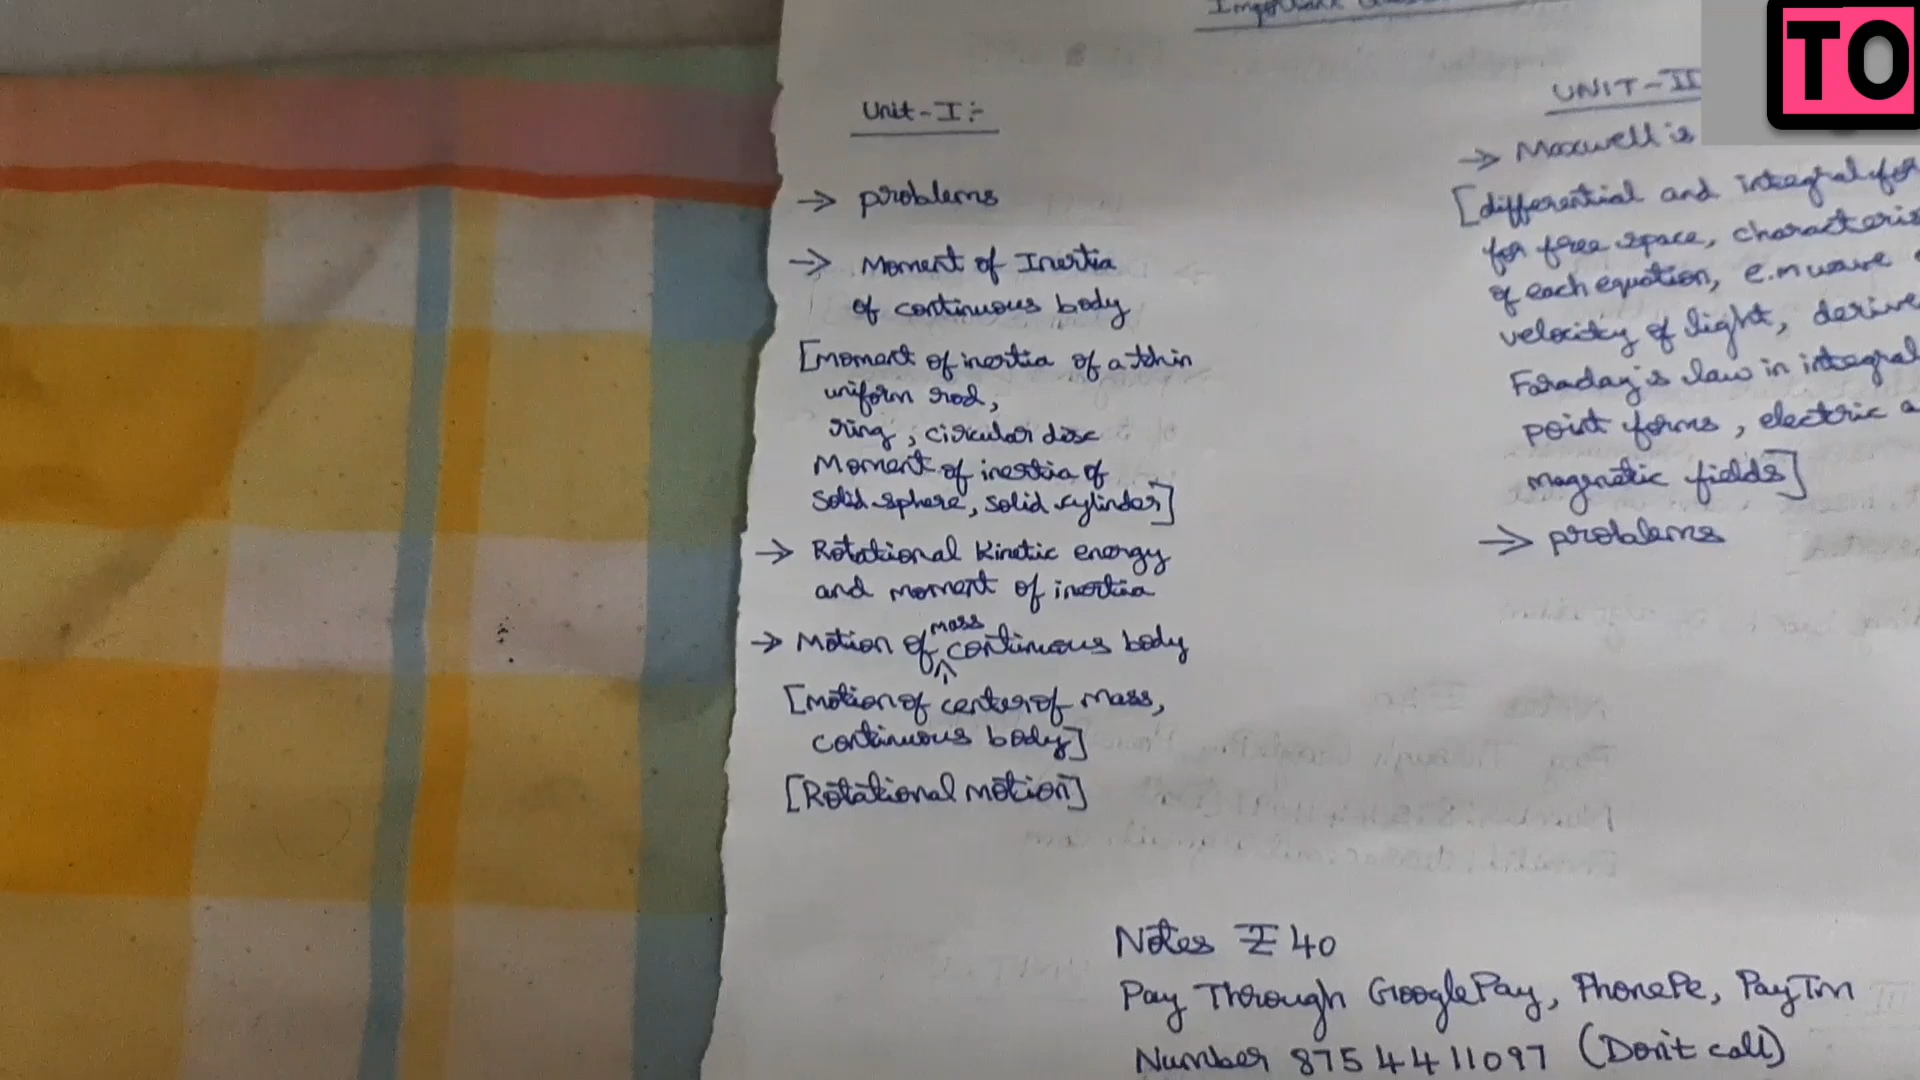 Important
TO
Unit-I :-
→ problems
→ Moment of Inertia
of continuous body
[Moment of inertia of a thin
uniform rod,
ring, circular disc
Moment of inertia of
solid sphere, solid cylinder]
→ Rotational Kinetic energy
and moment of inertia
→ Motion of mass continuous body
[Motion of center of mass,
continuous body]
[Rotational motion]
UNIT-II
→ Maxwell's
[differential and integral for
for free space, characteris
of each equation, e.m wave
velocity of light, derive
Faraday's law in integral
point forms, electric a
magnetic fields]
→ problems
Notes ₹ 40
Pay Through GooglePay, PhonePe, PayTm
Number 8754411097 (Don't call)